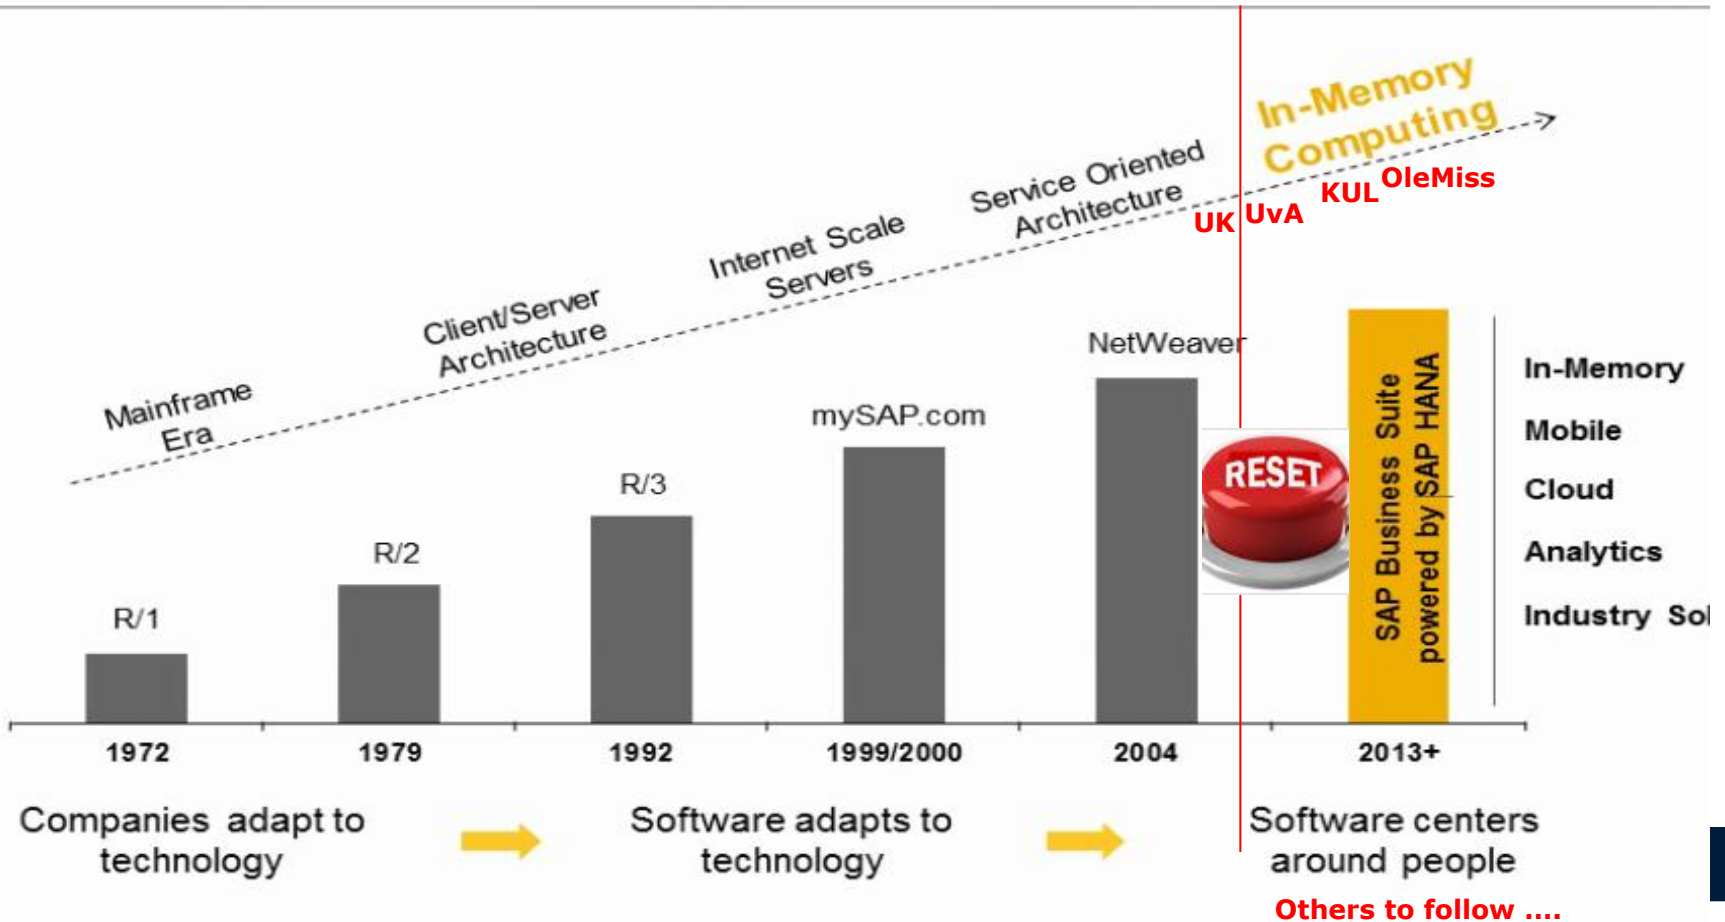 In-Memory
Computing
Service Oriented
Architecture
UK
UvA
KUL
OleMiss
Internet Scale
Servers
Client/Server
Architecture
Mainframe
Era
NetWeaver
mySAP.com
R/3
R/2
R/1
RESET
SAP Business Suite
powered by SAP HANA
In-Memory
Mobile
Cloud
Analytics
Industry
1972
1979
1992
1999/2000
2004
2013+
Companies adapt to
technology
Software adapts to
technology
Software centers
around people
Others to follow ....